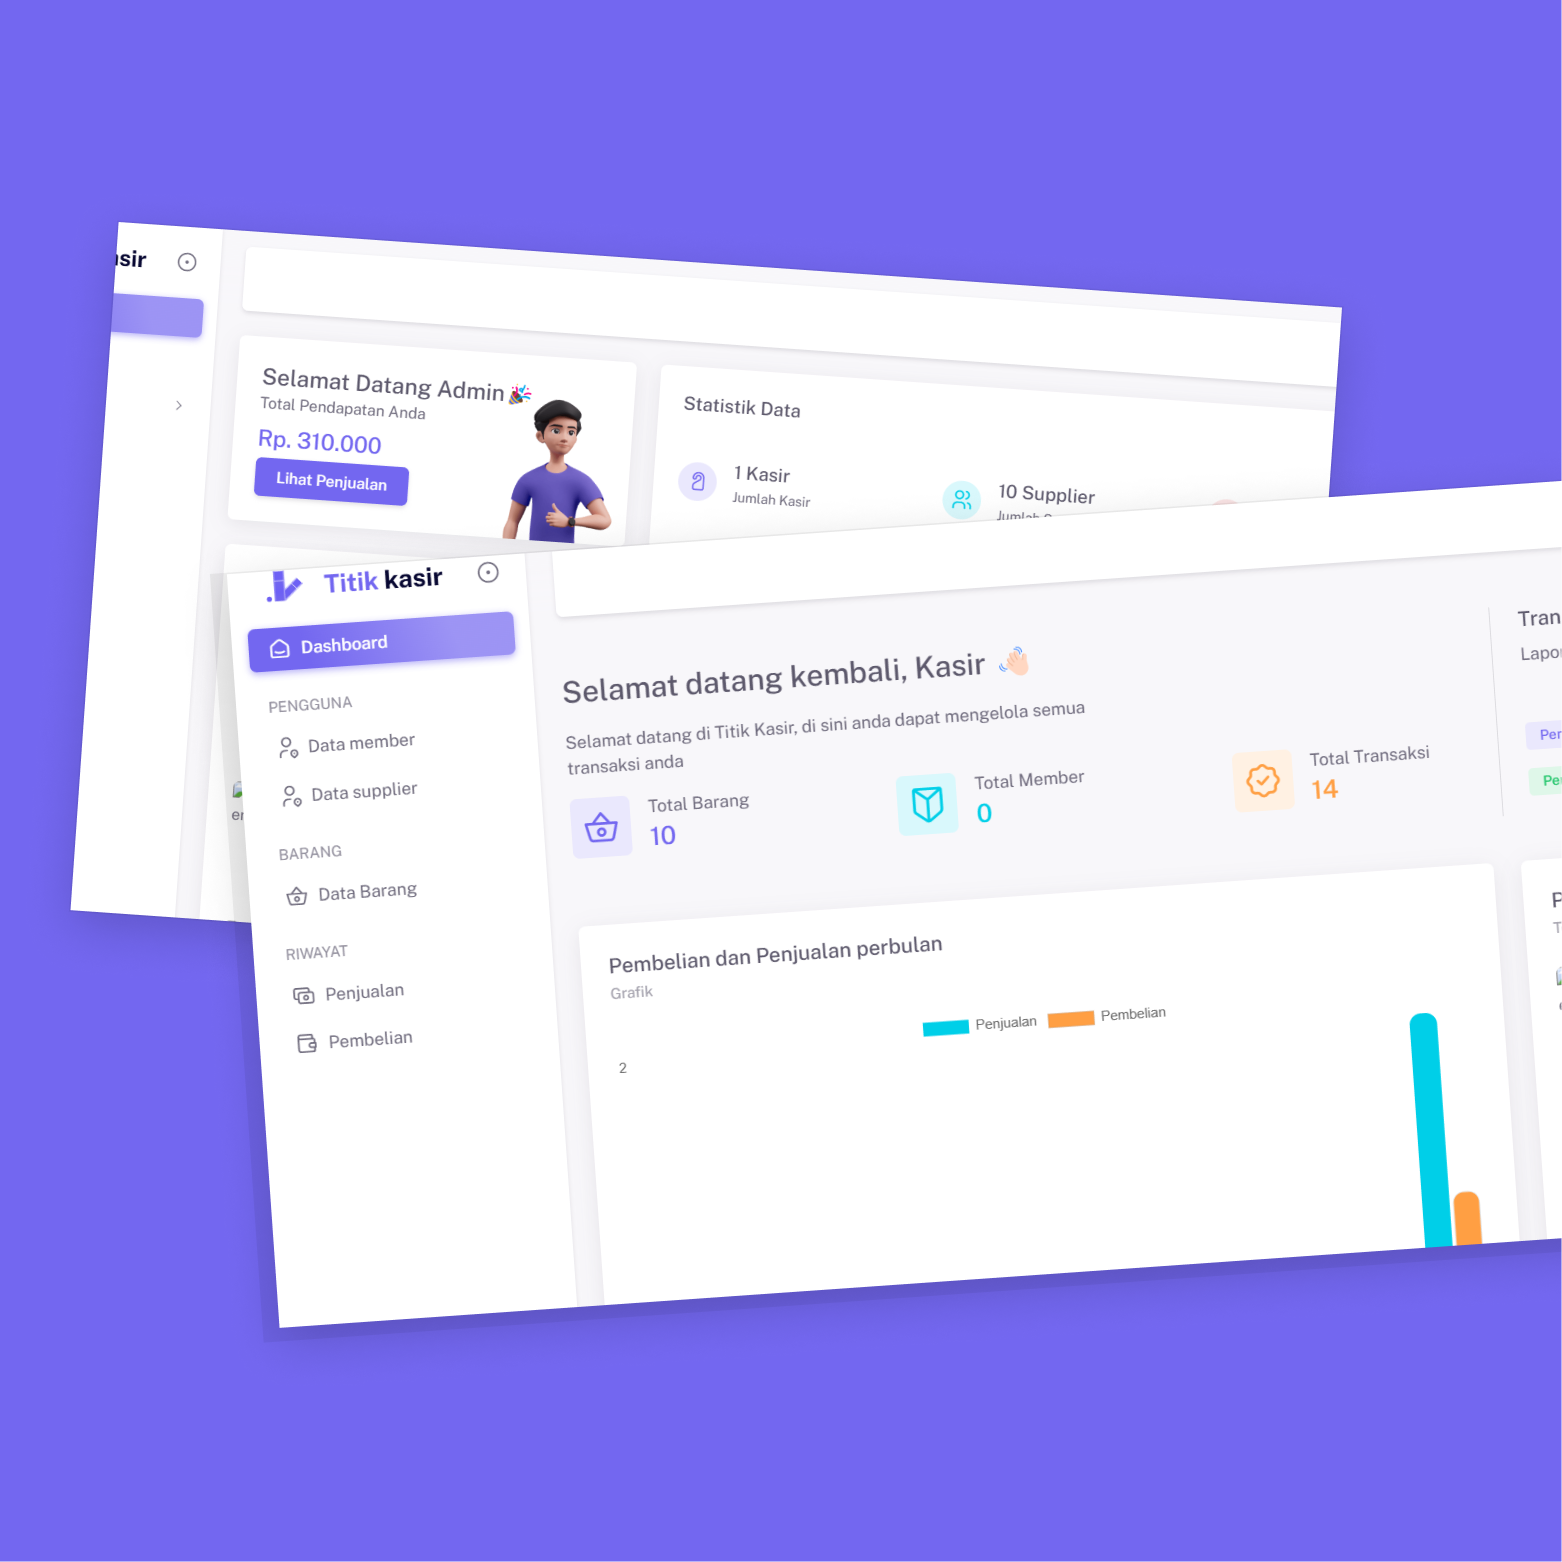 asir
Selamat Datang Admin 🎉
Total Pendapatan Anda
Rp. 310.000
Lihat Penjualan
Statistik Data
1 Kasir
Jumlah Kasir
10 Supplier
Jumlah
Titik kasir
Dashboard
PENGGUNA
Data member
Data supplier
BARANG
Data Barang
RIWAYAT
Penjualan
Pembelian
Selamat datang kembali, Kasir 👋🏻
Selamat datang di Titik Kasir, di sini anda dapat mengelola semua
transaksi anda
Total Barang
10
Total Member
0
Total Transaksi
14
Tran
Lapo
Per
Pe
Pembelian dan Penjualan perbulan
Grafik
Penjualan
Pembelian
2
P
T
er